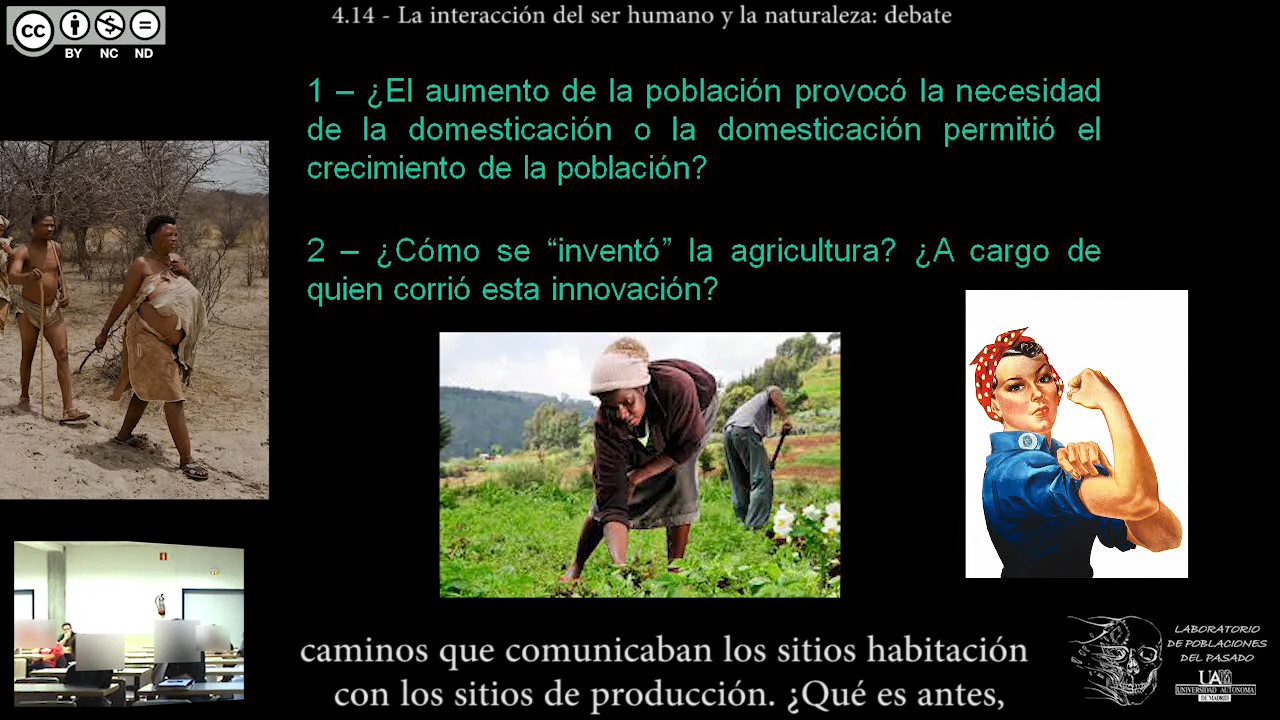 4.14 - La interacción del ser humano y la naturaleza: debate
cc
BY NC ND
1 – ¿El aumento de la población provocó la necesidad
de la domesticación o la domesticación permitió el
crecimiento de la población?
2 – ¿Cómo se “inventó” la agricultura? ¿A cargo de
quien corrió esta innovación?
LABORATORIO
DE POBLACIONES
DEL PASADO
UAM
UNIVERSIDAD AUTONOMA
DE MADRID
caminos que comunicaban los sitios habitación
con los sitios de producción. ¿Qué es antes,